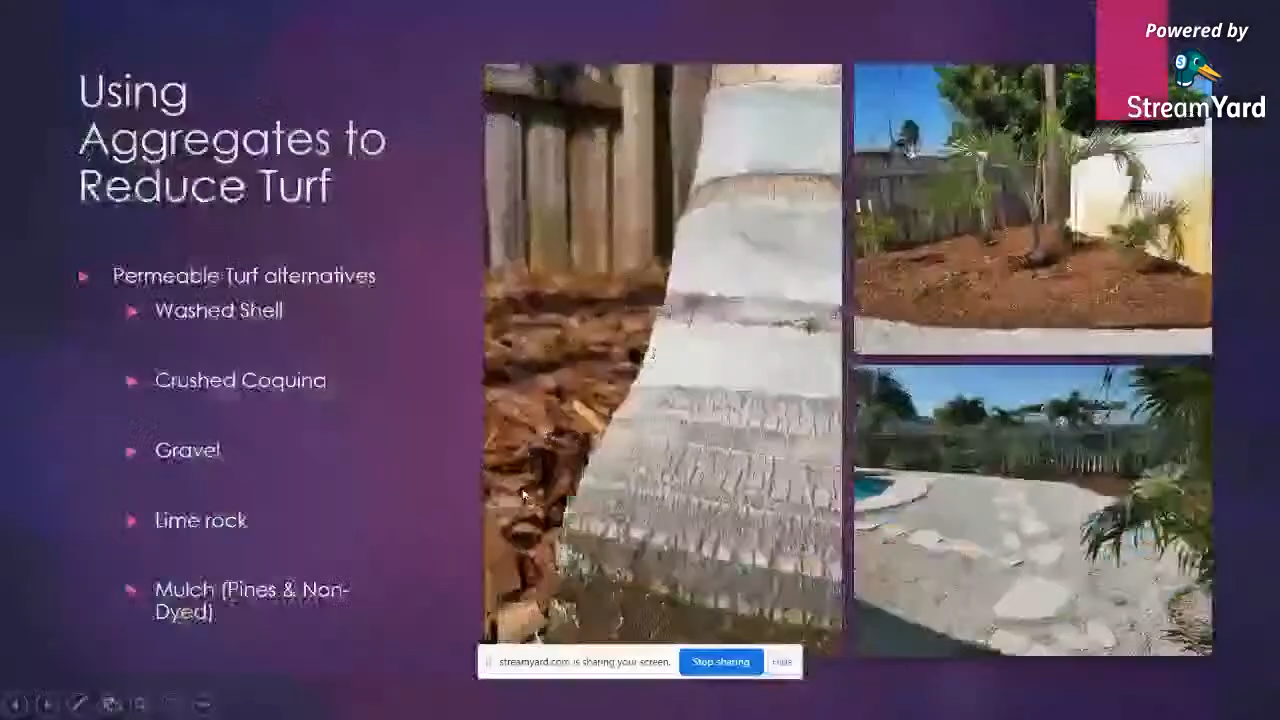 Powered by
StreamYard
Using
Aggregates to
Reduce Turf
Permeable Turf alternatives
Washed Shell
Crushed Coquina
Gravel
Lime rock
Mulch (Pines & Non-
Dyed)
streamyard.com is sharing your screen.
Stop sharing
Hide